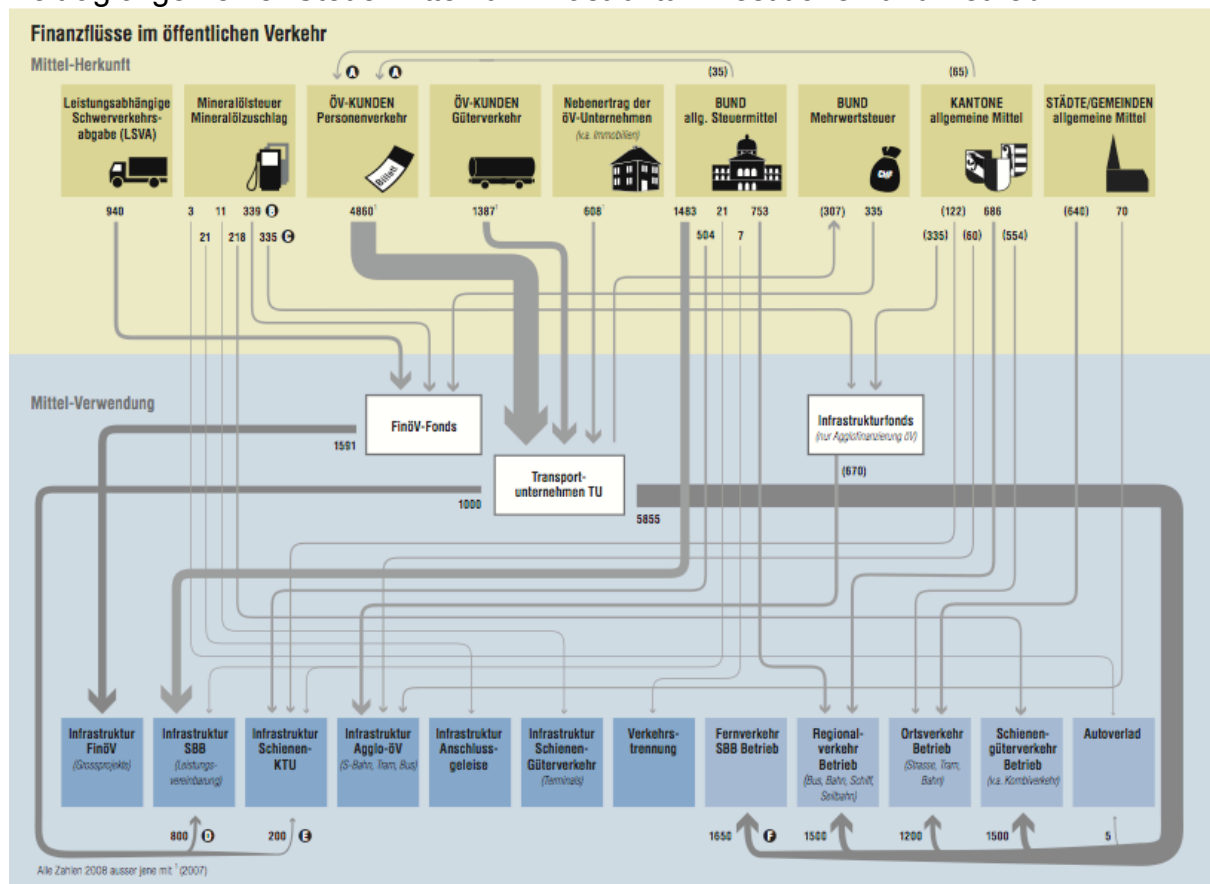 Finanzflüsse im öffentlichen Verkehr
Mittel-Herkunft
A A (35) (65)
Leistungsabhängige
Schwerverkehrs-
abgabe (LSVA)
Mineralölsteuer
Mineralölzuschlag
ÖV-KUNDEN
Personenverkehr
Billett
ÖV-KUNDEN
Güterverkehr
Nebenertrag der
öV-Unternehmen
(v.a. Immobilien)
BUND
allg. Steuermittel
BUND
Mehrwertsteuer
CHF
KANTONE
allgemeine Mittel
STÄDTE/GEMEINDEN
allgemeine Mittel
940 3 11 339 B 4860¹ 1387¹ 608¹ 1483 21 753 (307) 335 (122) 686 (640) 70
21 218 335 C 504 7 (335) (60) (554)
Mittel-Verwendung
FinöV-Fonds
1591
Infrastrukturfonds
(nur Agglofinanzierung öV)
(670)
Transport-
unternehmen TU
1000
5855
Infrastruktur
FinöV
(Grossprojekte)
Infrastruktur
SBB
(Leistungs-
vereinbarung)
Infrastruktur
Schienen-
KTU
Infrastruktur
Agglo-öV
(S-Bahn, Tram, Bus)
Infrastruktur
Anschluss-
geleise
Infrastruktur
Schienen-
Güterverkehr
(Terminals)
Verkehrs-
trennung
Fernverkehr
SBB Betrieb
Regional-
verkehr
Betrieb
(Bus, Bahn, Schiff,
Seilbahn)
Ortsverkehr
Betrieb
(Strasse, Tram,
Bahn)
Schienen-
güterverkehr
Betrieb
(v.a. Kombiverkehr)
Autoverlad
800 D 200 E 1650 F 1500 1200 1500 5
Alle Zahlen 2008 ausser jene mit ¹ (2007)